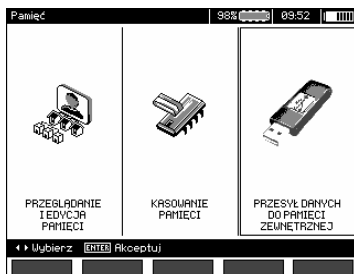 Pamięć 98% 09:52
PRZEGLĄDANIE
I EDYCJA
PAMIĘCI
KASOWANIE
PAMIĘCI
PRZESYŁ DANYCH
DO PAMIĘCI
ZEWNĘTRZNEJ
Wybierz ENTER Akceptuj